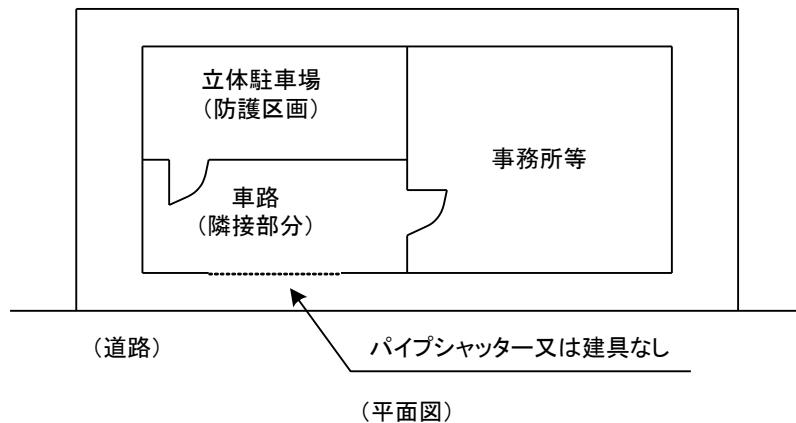 立体駐車場
（防護区画）
事務所等
車路
（隣接部分）
（道路）
パイプシャッター又は建具なし
（平面図）